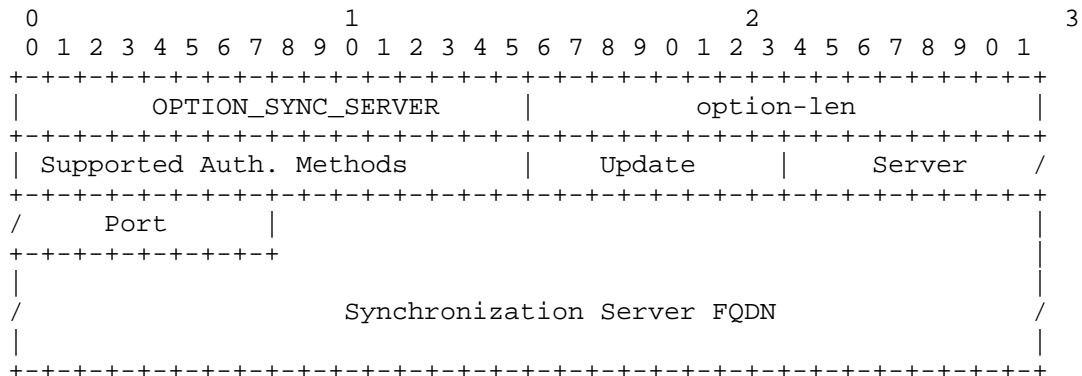 0                   1                   2                   3
 0 1 2 3 4 5 6 7 8 9 0 1 2 3 4 5 6 7 8 9 0 1 2 3 4 5 6 7 8 9 0 1
+-+-+-+-+-+-+-+-+-+-+-+-+-+-+-+-+-+-+-+-+-+-+-+-+-+-+-+-+-+-+-+-+
|        OPTION_SYNC_SERVER     |          option-len           |
+-+-+-+-+-+-+-+-+-+-+-+-+-+-+-+-+-+-+-+-+-+-+-+-+-+-+-+-+-+-+-+-+
| Supported Auth. Methods       |    Update     |     Server    /
+-+-+-+-+-+-+-+-+-+-+-+-+-+-+-+-+-+-+-+-+-+-+-+-+-+-+-+-+-+-+-+-+
/     Port      |                                               |
+-+-+-+-+-+-+-+-+                                               |
|                                                               |
/                    Synchronization Server FQDN                /
|                                                               |
+-+-+-+-+-+-+-+-+-+-+-+-+-+-+-+-+-+-+-+-+-+-+-+-+-+-+-+-+-+-+-+-+